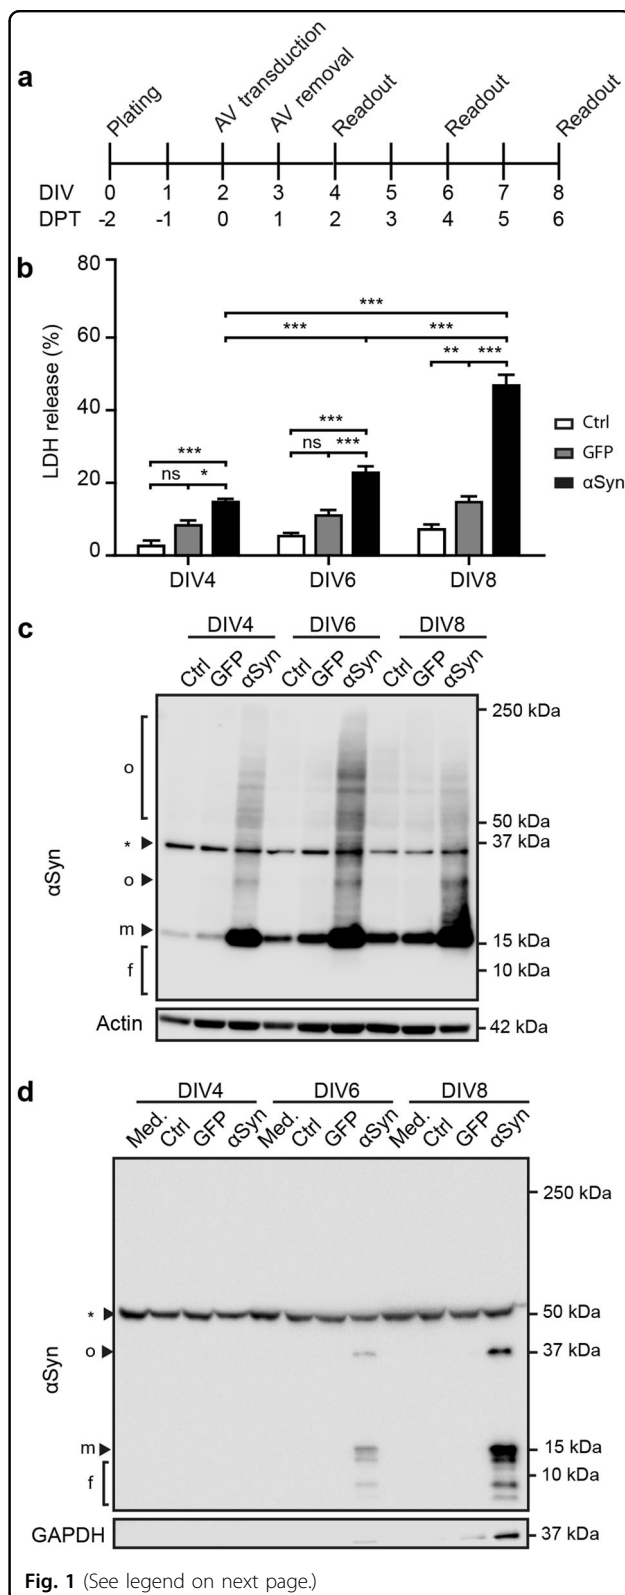 a
Plating
AV transduction
AV removal
Readout
Readout
Readout
DIV 0 1 2 3 4 5 6 7 8
DPT -2 -1 0 1 2 3 4 5 6
b
LDH release (%)
80
60
40
20
0
***
*** ***
** ***
***
ns ***
***
ns *
Ctrl
GFP
αSyn
DIV4 DIV6 DIV8
c
DIV4 DIV6 DIV8
Ctrl GFP αSyn Ctrl GFP αSyn Ctrl GFP αSyn
αSyn
o
*
o
m
f
250 kDa
50 kDa
37 kDa
15 kDa
10 kDa
Actin
42 kDa
d
DIV4 DIV6 DIV8
Med. Ctrl GFP αSyn Med. Ctrl GFP αSyn Med. Ctrl GFP αSyn
αSyn
*
o
m
f
250 kDa
50 kDa
37 kDa
15 kDa
10 kDa
GAPDH
37 kDa
Fig. 1 (See legend on next page.)